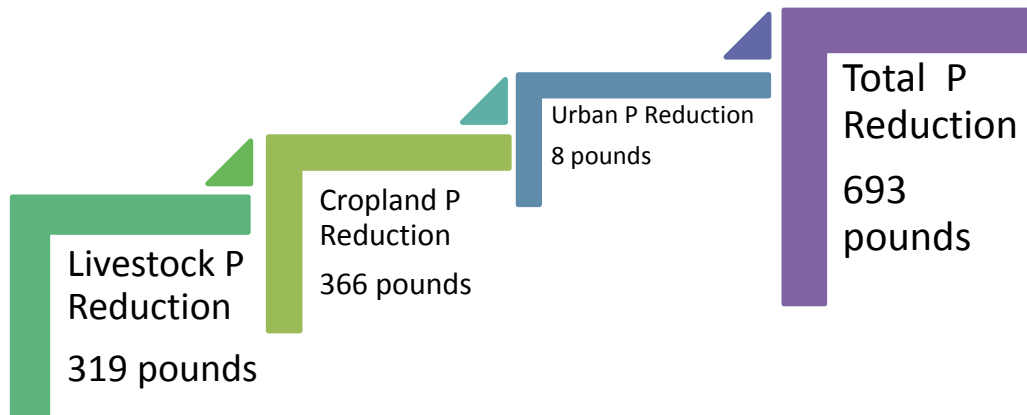 Livestock P
Reduction
319 pounds
Cropland P
Reduction
366 pounds
Urban P Reduction
8 pounds
Total  P
Reduction
693
pounds